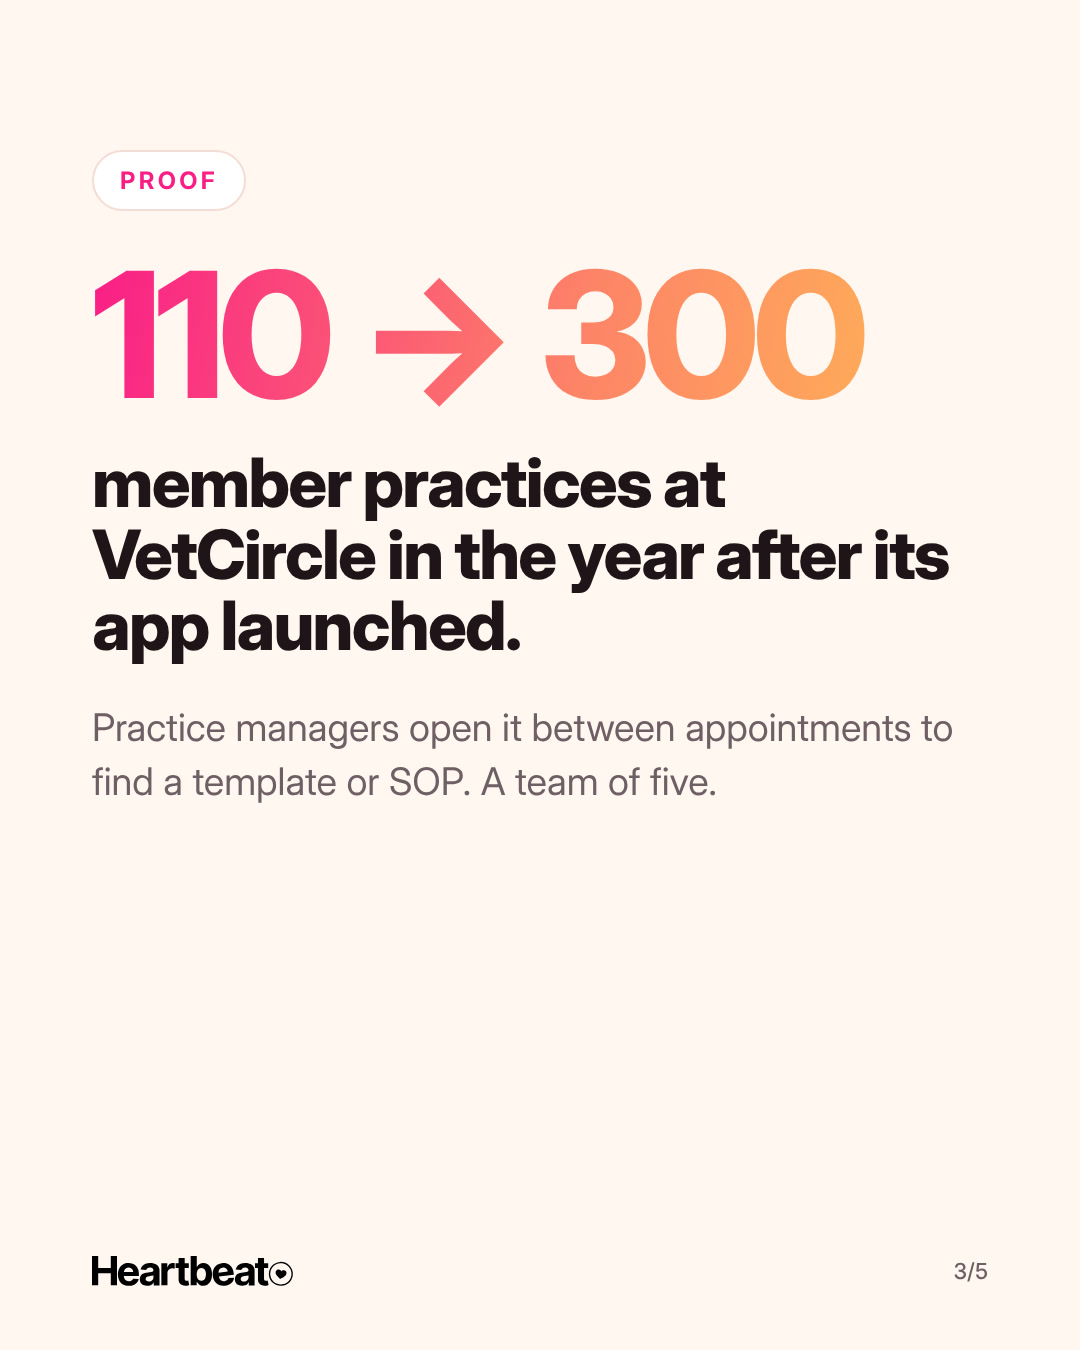 PROOF
110 → 300
member practices at
VetCircle in the year after its
app launched.
Practice managers open it between appointments to
find a template or SOP. A team of five.
Heartbeat
3/5